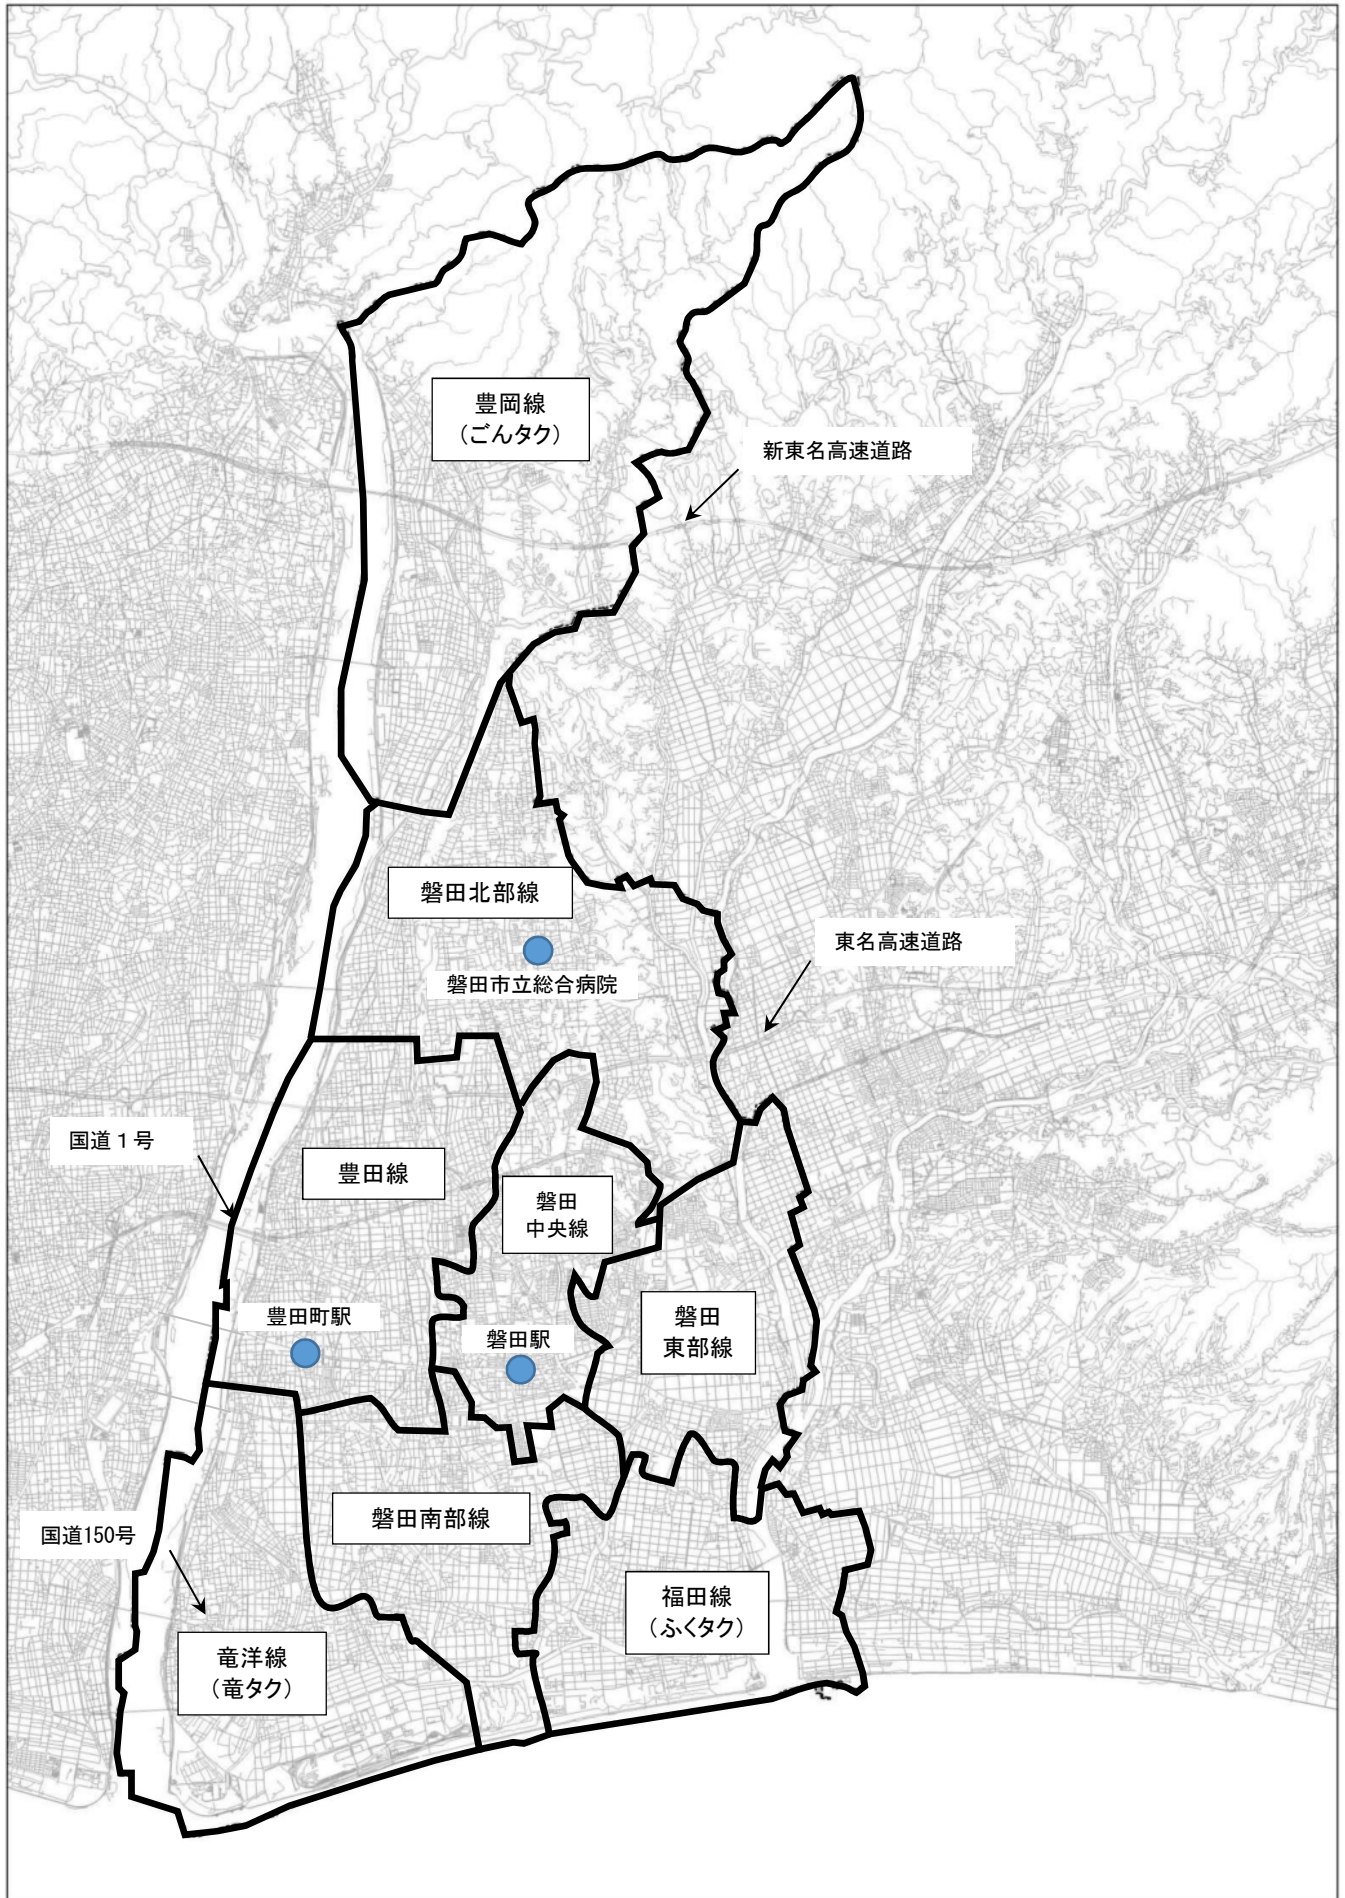 豊岡線
（ごんタク）
新東名高速道路
磐田北部線
東名高速道路
磐田市立総合病院
国道１号
豊田線
磐田
中央線
豊田町駅
磐田駅
磐田
東部線
磐田南部線
国道150号
福田線
（ふくタク）
竜洋線
（竜タク）